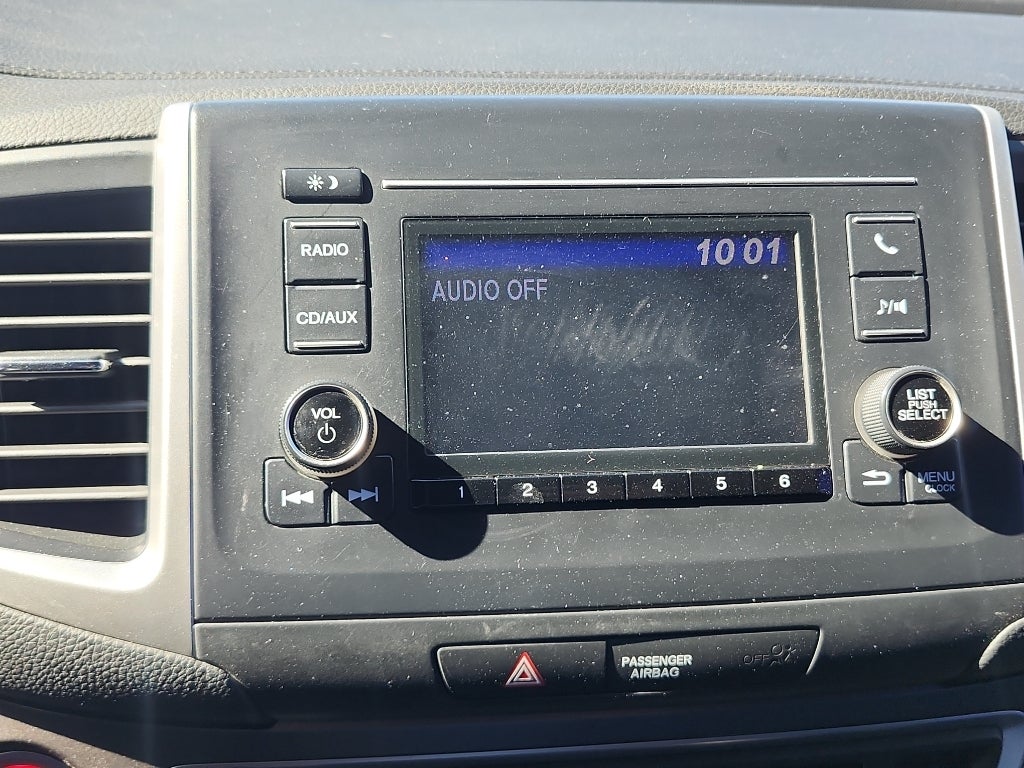 RADIO
CD/AUX
VOL
10 01
AUDIO OFF
1 2 3 4 5 6
LIST
PUSH
SELECT
MENU
CLOCK
PASSENGER
AIRBAG
OFF